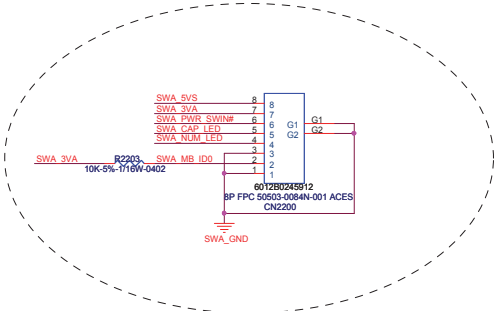 SWA_5VS 8 8
SWA_3VA 7 7
SWA_PWR_SWIN# 6 6 G1 G1
SWA_CAP_LED 5 5 G2 G2
SWA_NUM_LED 4 4
3 3
SWA_3VA R2203 SWA_MB_ID0 2 2
10K-5%-1/16W-0402 1 1
6012B0245912
8P FPC 50503-0084N-001 ACES
CN2200
SWA_GND